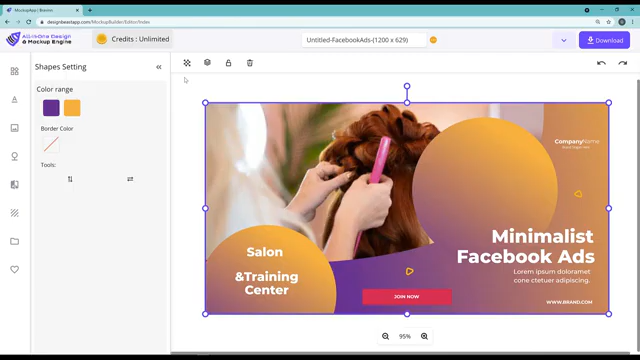 MockupApp | Bravixo
designbeastapp.com/MockupBuilder/Editor/Index
All-in-One Design
& Mockup Engine
Credits : Unlimited
Untitled-FacebookAds-(1200 x 629)
Download
Shapes Setting
Color range
Border Color
Tools:
CompanyName
Minimalist
Facebook Ads
Lorem ipsum doloramet
cone ctetuer adipiscing.
Salon
&Training
Center
JOIN NOW
WWW.BRAND.COM
95%